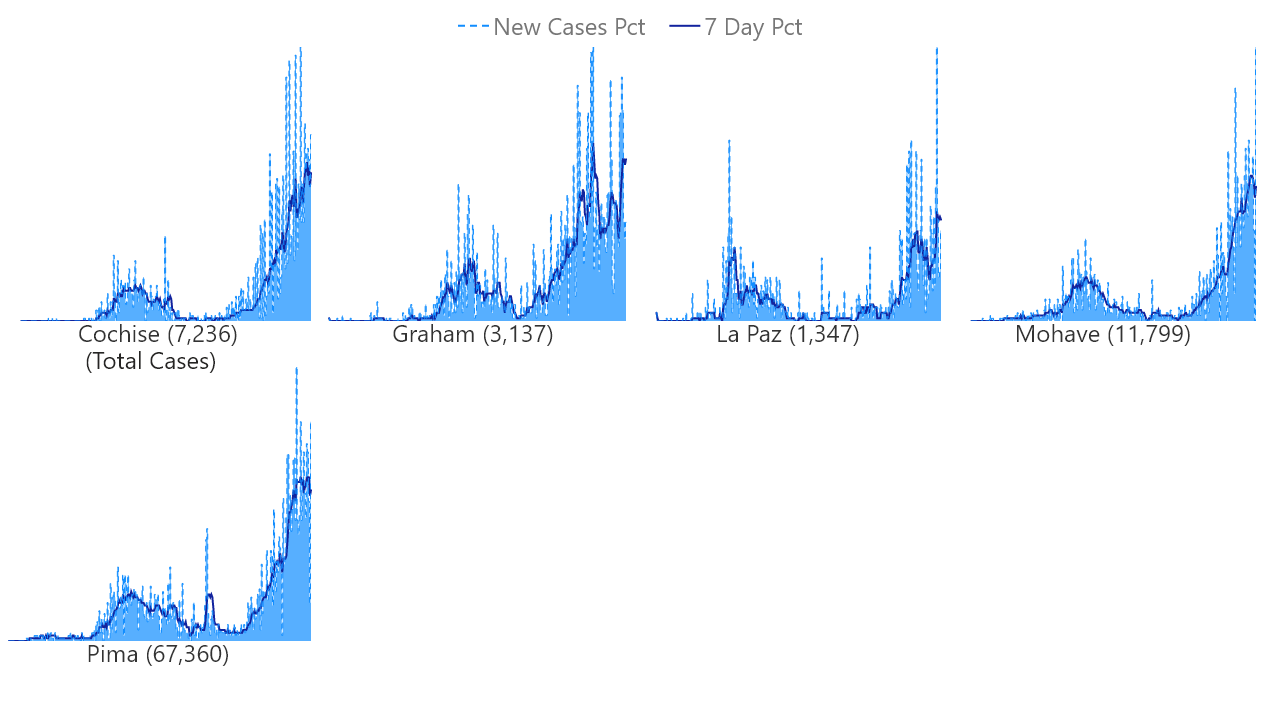 New Cases Pct 7 Day Pct
Cochise (7,236)
(Total Cases)
Graham (3,137)
La Paz (1,347)
Mohave (11,799)
Pima (67,360)